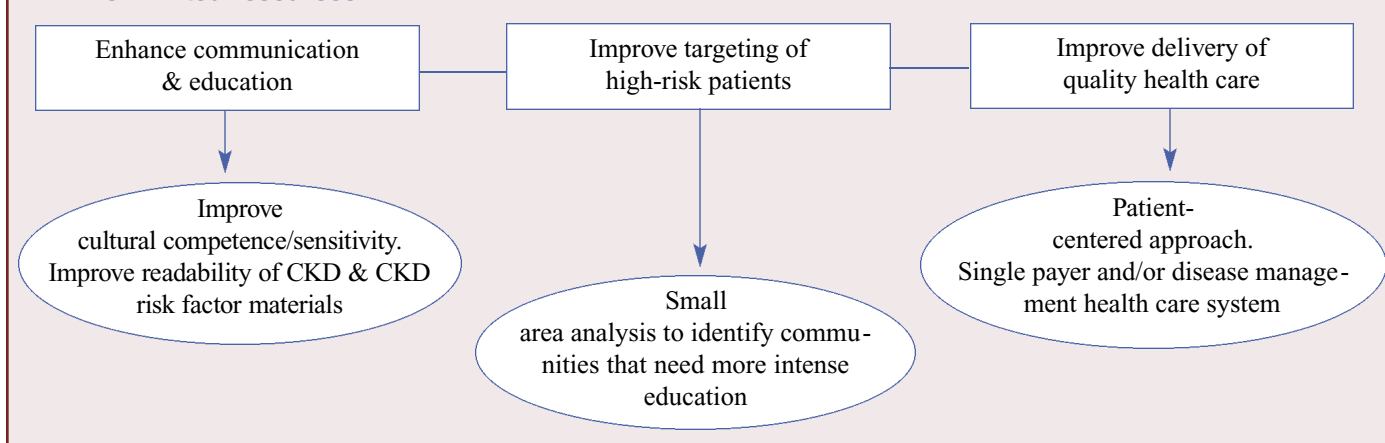 Enhance communication
& education
Improve targeting of
high-risk patients
Improve delivery of
quality health care
Improve
cultural competence/sensitivity.
Improve readability of CKD & CKD
risk factor materials
Small
area analysis to identify commu-
nities that need more intense
education
Patient-
centered approach.
Single payer and/or disease manage-
ment health care system